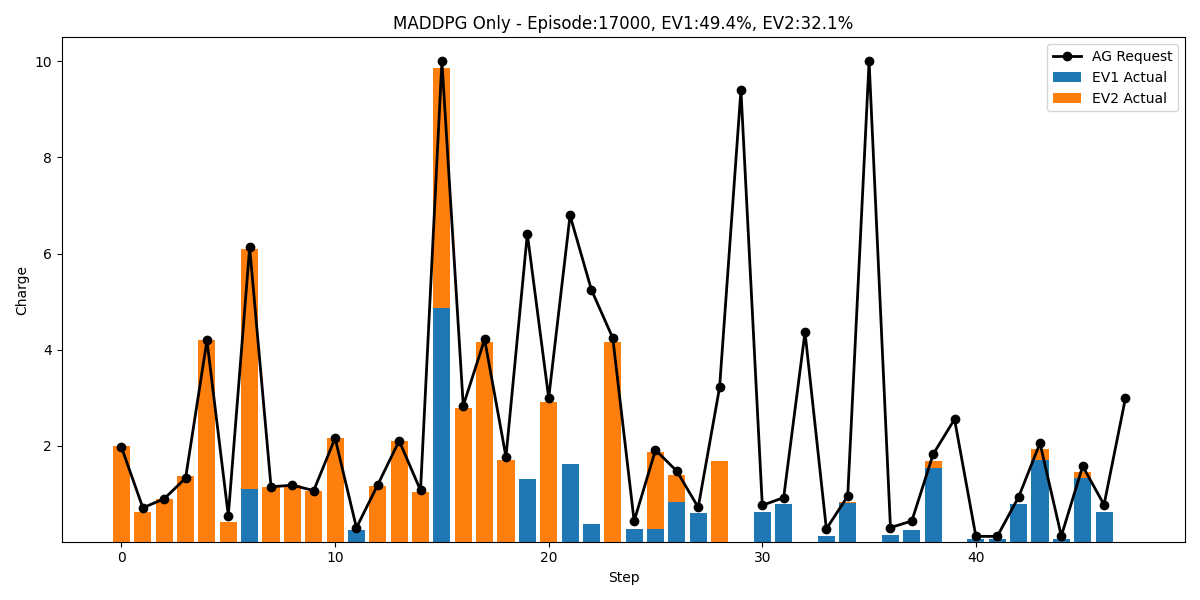 MADDPG Only - Episode:17000, EV1:49.4%, EV2:32.1%
AG Request
EV1 Actual
EV2 Actual
Charge
10
8
6
4
2
0
10
20
30
40
Step